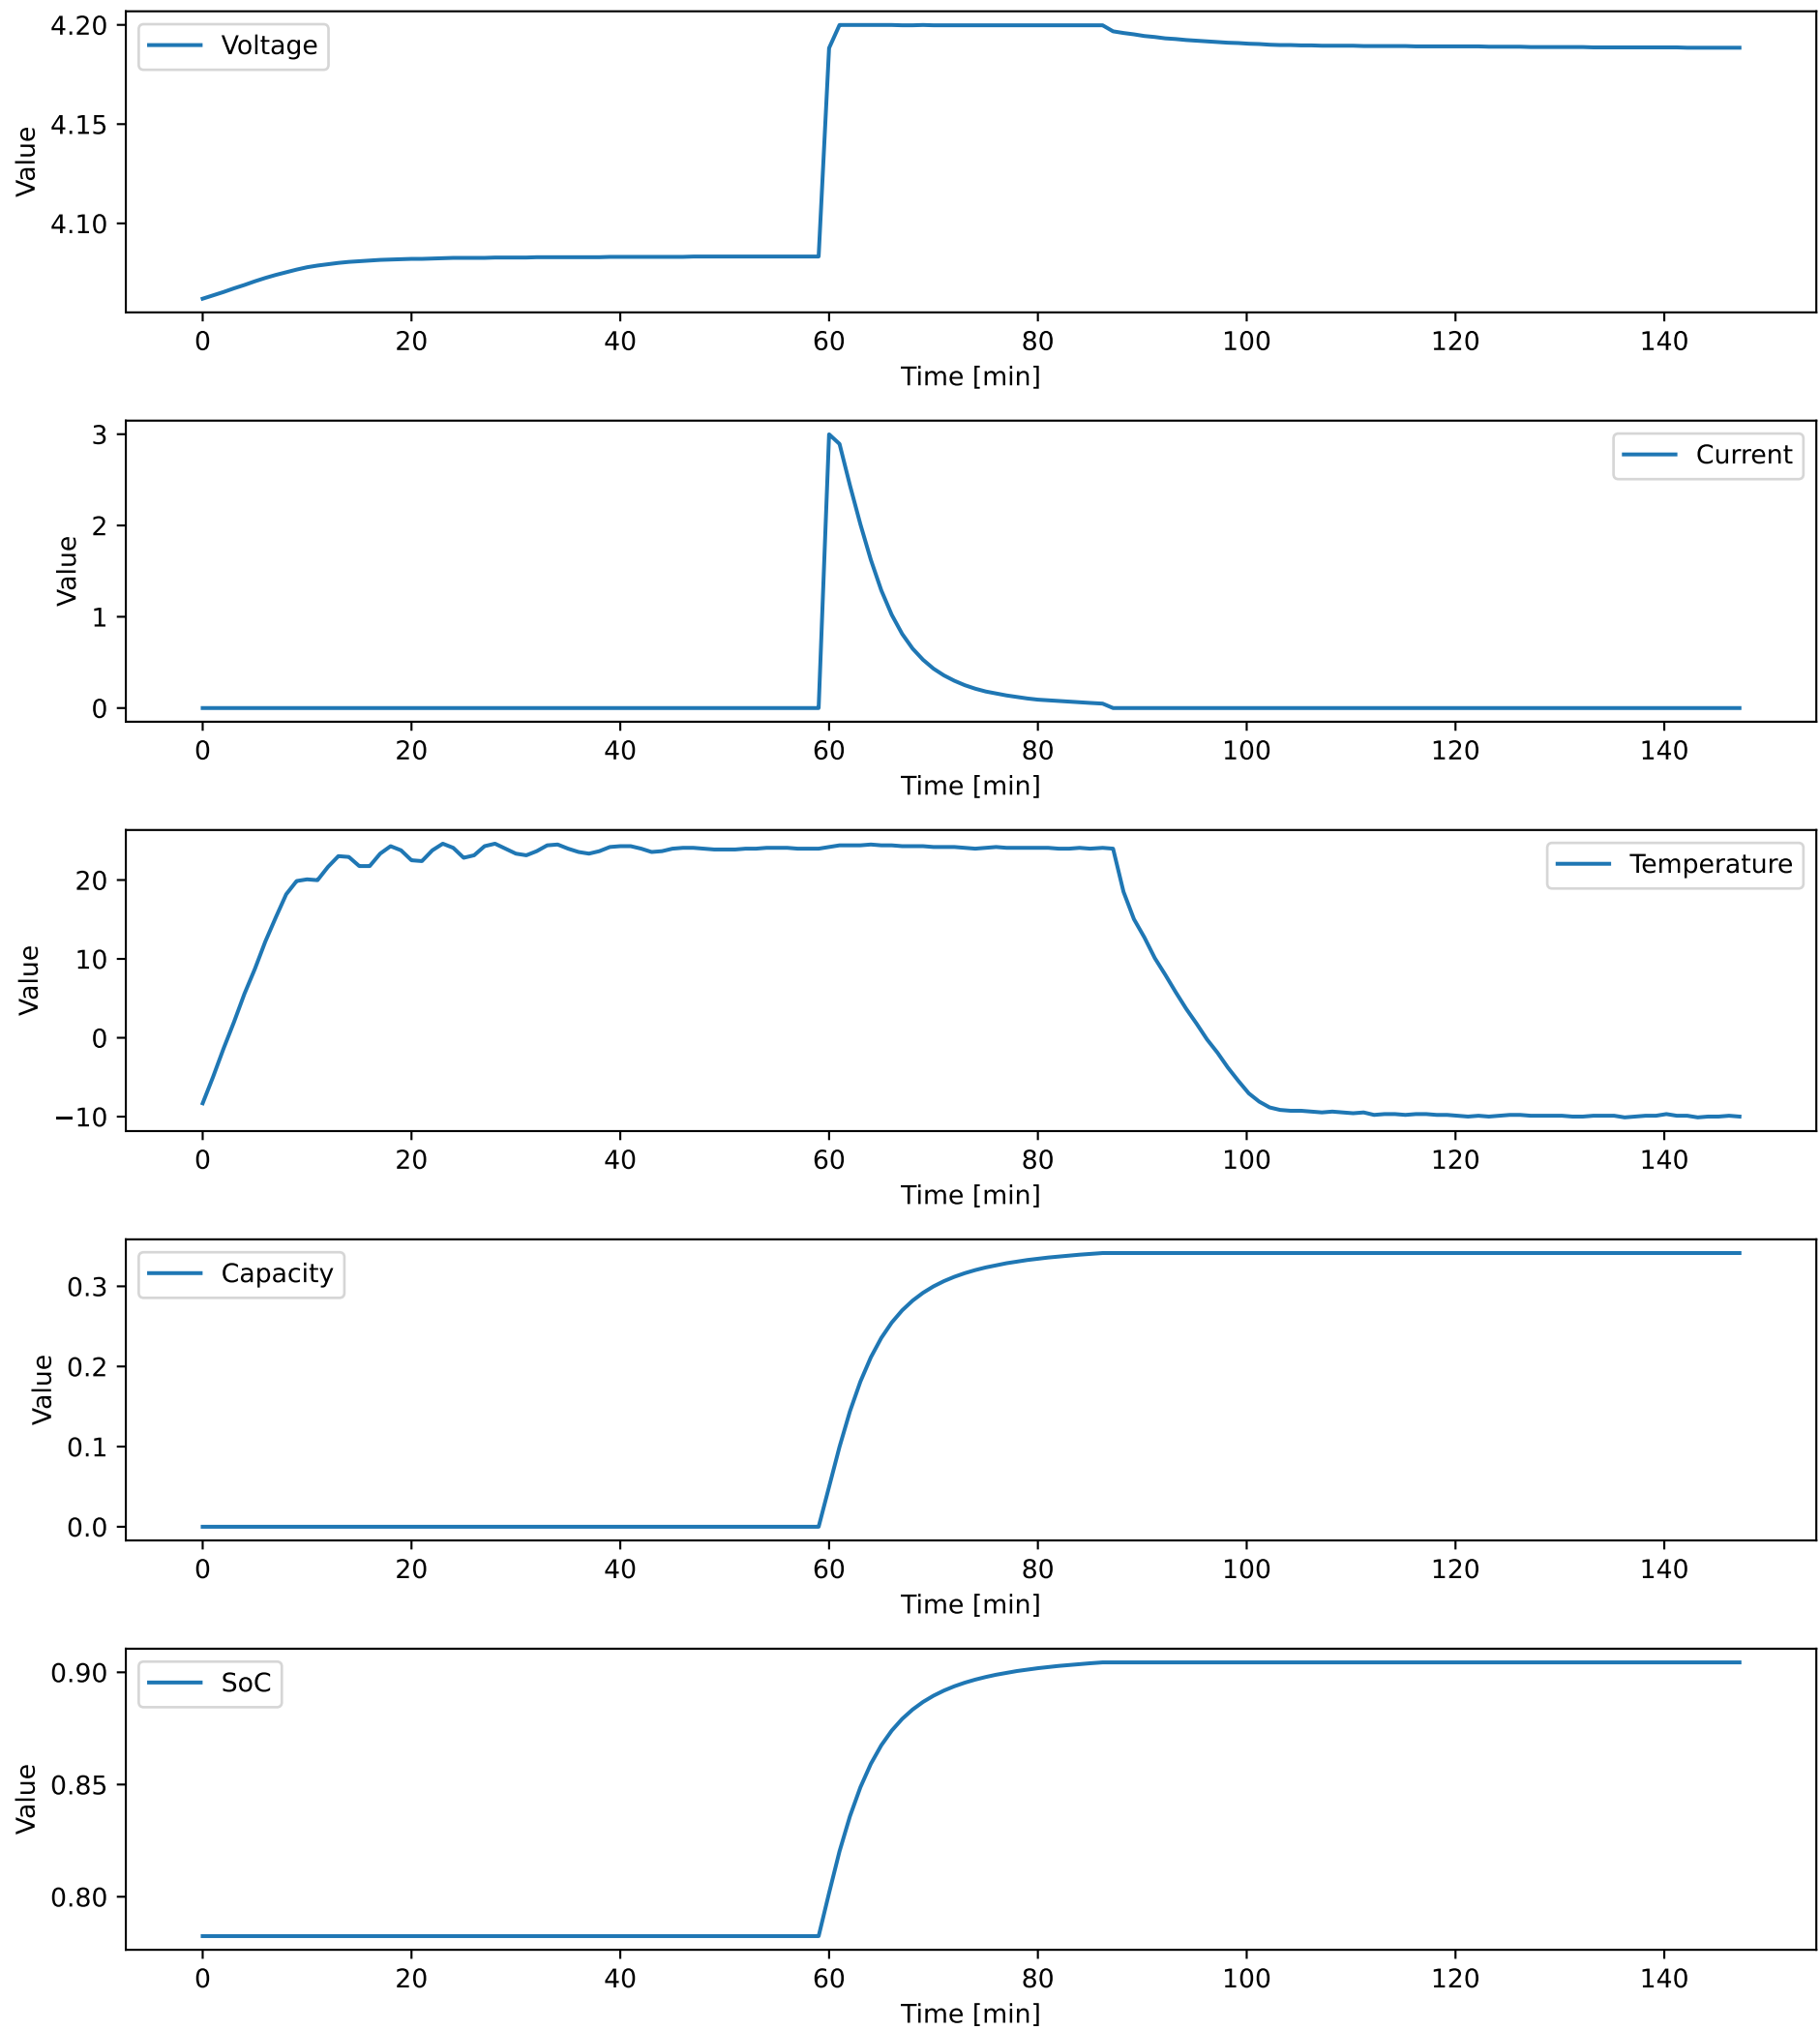 4.20
4.15
4.10
Value
Voltage
0 20 40 60 80 100 120 140
Time [min]
3
2
1
0
Value
Current
0 20 40 60 80 100 120 140
Time [min]
20
10
0
−10
Value
Temperature
0 20 40 60 80 100 120 140
Time [min]
0.3
0.2
0.1
0.0
Value
Capacity
0 20 40 60 80 100 120 140
Time [min]
0.90
0.85
0.80
Value
SoC
0 20 40 60 80 100 120 140
Time [min]